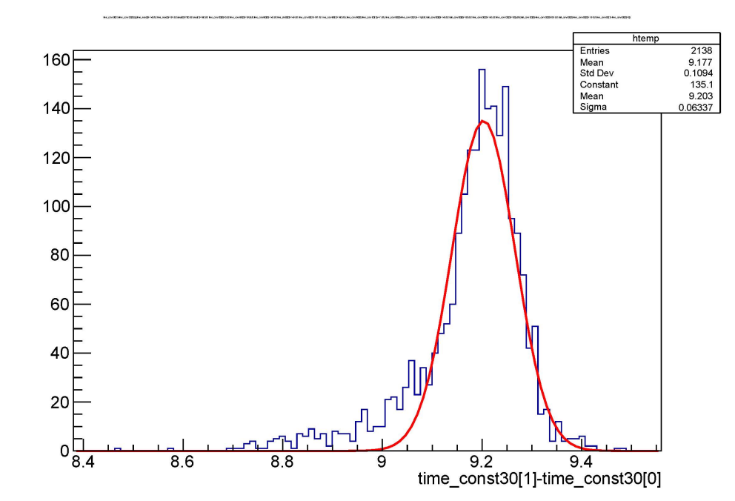 htemp
Entries 2138
Mean 9.177
Std Dev 0.1094
Constant 135.1
Mean 9.203
Sigma 0.06337
160
140
120
100
80
60
40
20
0
8.4 8.6 8.8 9 9.2 9.4
time_const30[1]-time_const30[0]